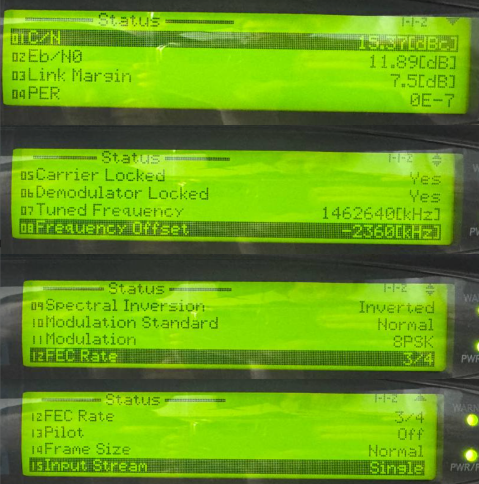 Status 1-1-2
01C/N 15.37[dBc]
02Eb/N0 11.89[dB]
03Link Margin 7.5[dB]
04PER 0E-7
Status 1-1-2
05Carrier Locked Yes
06Demodulator Locked Yes
07Tuned Frequency 1462640[kHz]
08Frequency Offset -2360[kHz]
Status 1-1-2
09Spectral Inversion Inverted
10Modulation Standard Normal
11Modulation 8PSK
12FEC Rate 3/4
Status 1-1-2
12FEC Rate 3/4
13Pilot Off
14Frame Size Normal
15Input Stream Single